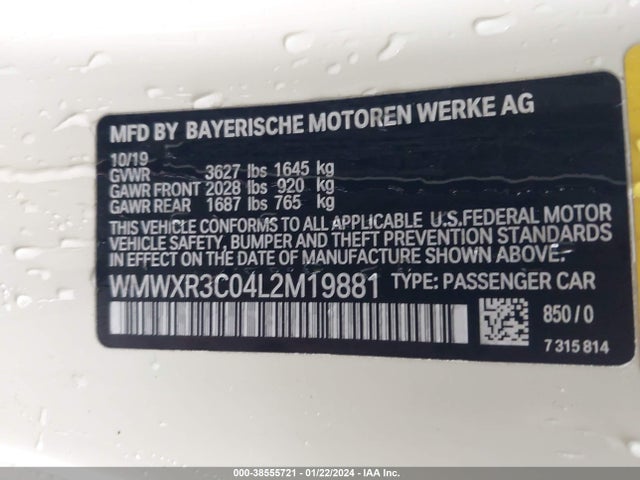 MFD BY BAYERISCHE MOTOREN WERKE AG
10/19
GVWR 3627 lbs 1645 kg
GAWR FRONT 2028 lbs 920 kg
GAWR REAR 1687 lbs 765 kg
THIS VEHICLE CONFORMS TO ALL APPLICABLE U.S.FEDERAL MOTOR
VEHICLE SAFETY, BUMPER AND THEFT PREVENTION STANDARDS
IN EFFECT ON THE DATE OF MANUFACTURE SHOWN ABOVE.
WMWXR3C04L2M19881 TYPE: PASSENGER CAR
850 / 0
7 315 814
000-38555721 - 01/22/2024 - IAA Inc.